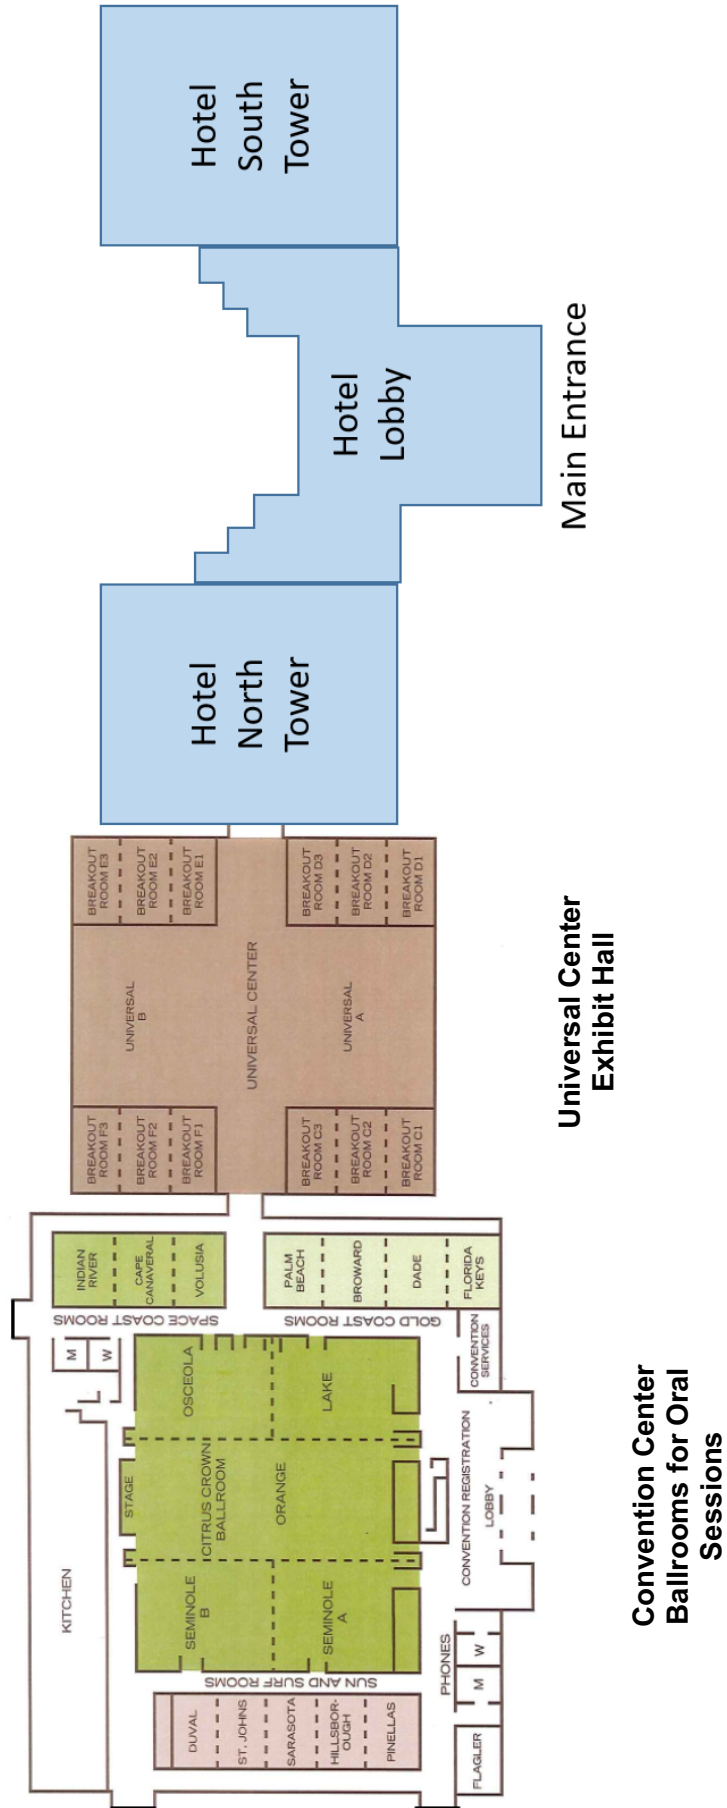 Hotel
South
Tower
Hotel
Lobby
Main Entrance
Hotel
North
Tower
BREAKOUT
ROOM E3
BREAKOUT
ROOM E2
BREAKOUT
ROOM E1
BREAKOUT
ROOM D3
BREAKOUT
ROOM D2
BREAKOUT
ROOM D1
UNIVERSAL
B
UNIVERSAL CENTER
UNIVERSAL
A
Universal Center
Exhibit Hall
BREAKOUT
ROOM F3
BREAKOUT
ROOM F2
BREAKOUT
ROOM F1
BREAKOUT
ROOM C3
BREAKOUT
ROOM C2
BREAKOUT
ROOM C1
INDIAN
RIVER
CAPE
CANAVERAL
VOLUSIA
PALM
BEACH
BROWARD
DADE
FLORIDA
KEYS
SPACE COAST ROOMS
GOLD COAST ROOMS
M
W
CONVENTION
SERVICES
OSCEOLA
LAKE
STAGE
CITRUS CROWN
BALLROOM
ORANGE
CONVENTION REGISTRATION
LOBBY
KITCHEN
SEMINOLE
B
SEMINOLE
A
SUN AND SURF ROOMS
PHONES
W
M
DUVAL
ST. JOHNS
SARASOTA
HILLSBOR-
OUGH
PINELLAS
FLAGLER
Convention Center
Ballrooms for Oral
Sessions